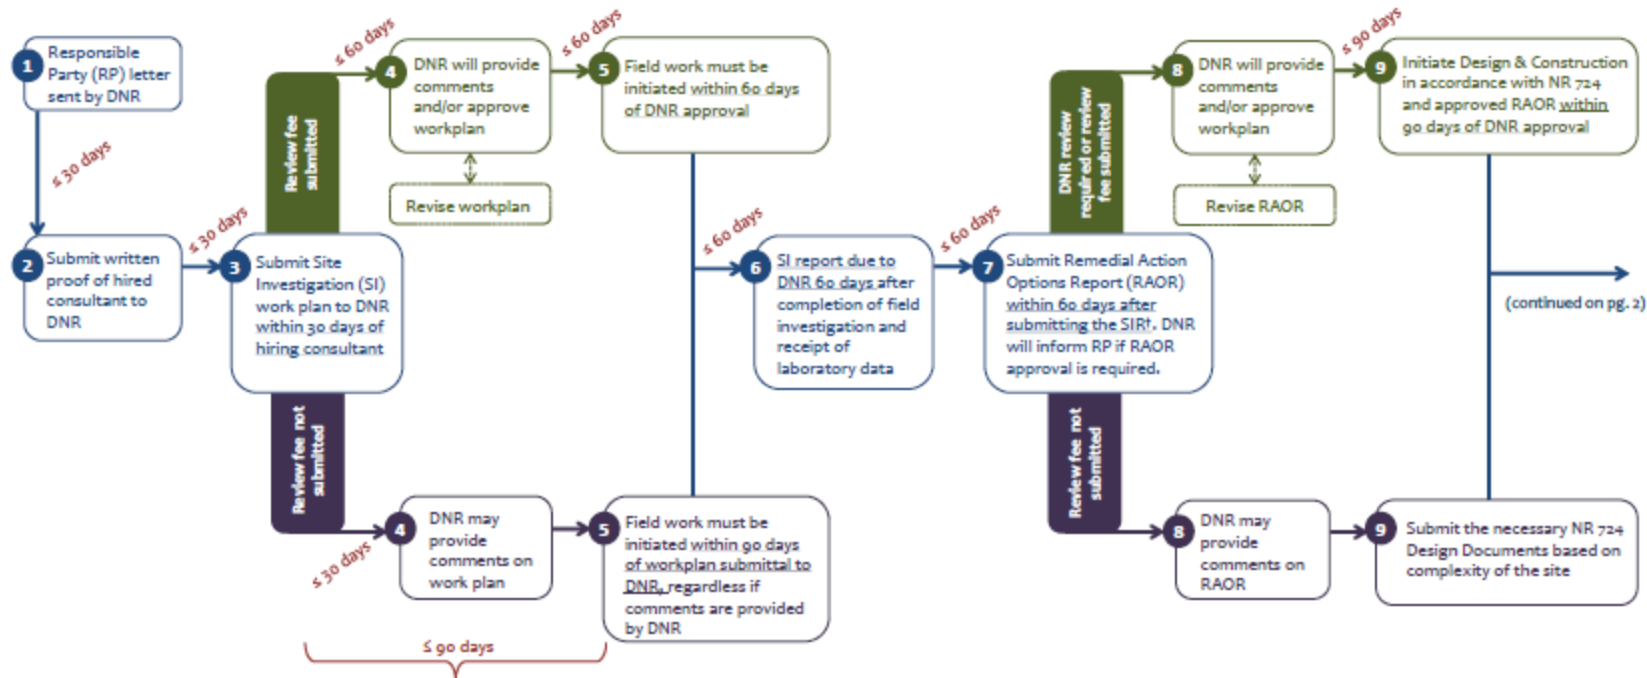 1
Responsible
Party (RP) letter
sent by DNR
≤ 30 days
2
Submit written
proof of hired
consultant to
DNR
≤ 30 days
3
Submit Site
Investigation (SI)
work plan to DNR
within 30 days of
hiring consultant
Review fee
submitted
≤ 60 days
4
DNR will provide
comments
and/or approve
workplan
Revise workplan
≤ 60 days
5
Field work must be
initiated within 60 days
of DNR approval
Review fee not
submitted
≤ 30 days
4
DNR may
provide
comments on
work plan
5
Field work must be
initiated within 90 days
of workplan submittal to
DNR, regardless if
comments are provided
by DNR
≤ 90 days
≤ 60 days
6
SI report due to
DNR 60 days after
completion of field
investigation and
receipt of
laboratory data
≤ 60 days
7
Submit Remedial Action
Options Report (RAOR)
within 60 days after
submitting the SIR†. DNR
will inform RP if RAOR
approval is required.
DNR review
required or review
fee submitted
8
DNR will provide
comments
and/or approve
workplan
Revise RAOR
≤ 90 days
9
Initiate Design & Construction
in accordance with NR 724
and approved RAOR within
90 days of DNR approval
Review fee not
submitted
8
DNR may
provide
comments on
RAOR
9
Submit the necessary NR 724
Design Documents based on
complexity of the site
(continued on pg. 2)